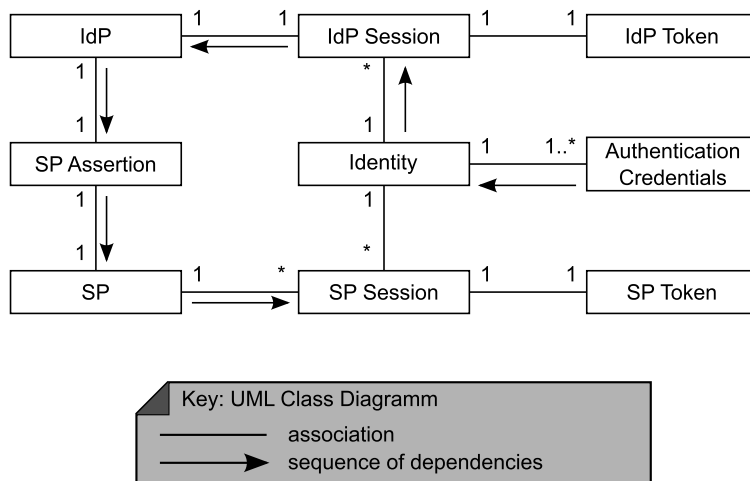 1 1 1 1
IdP IdP Session IdP Token
1 *
1 1 1 1..*
SP Assertion Identity Authentication
Credentials
1 1
1 * 1 * 1 1
SP SP Session SP Token
Key: UML Class Diagramm
association
sequence of dependencies